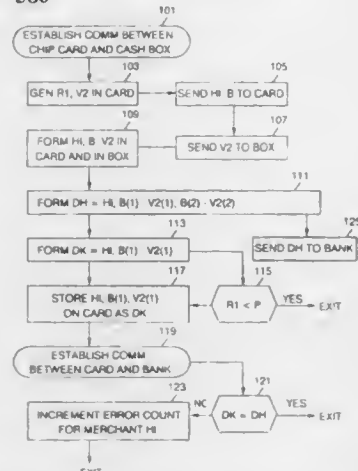 101
ESTABLISH COMM BETWEEN
CHIP CARD AND CASH BOX
103
GEN R1, V2 IN CARD
105
SEND HI, B TO CARD
109
FORM HI, B V2 IN
CARD AND IN BOX
107
SEND V2 TO BOX
111
FORM DH = HI, B(1) V2(1), B(2) - V2(2)
113
FORM DK = HI, B(1) V2(1)
125
SEND DH TO BANK
117
STORE HI, B(1), V2(1)
ON CARD AS DK
115
R1 < P
YES
EXIT
119
ESTABLISH COMM
BETWEEN CARD AND BANK
123
INCREMENT ERROR COUNT
FOR MERCHANT HI
121
DK = DH
YES
EXIT
EXIT